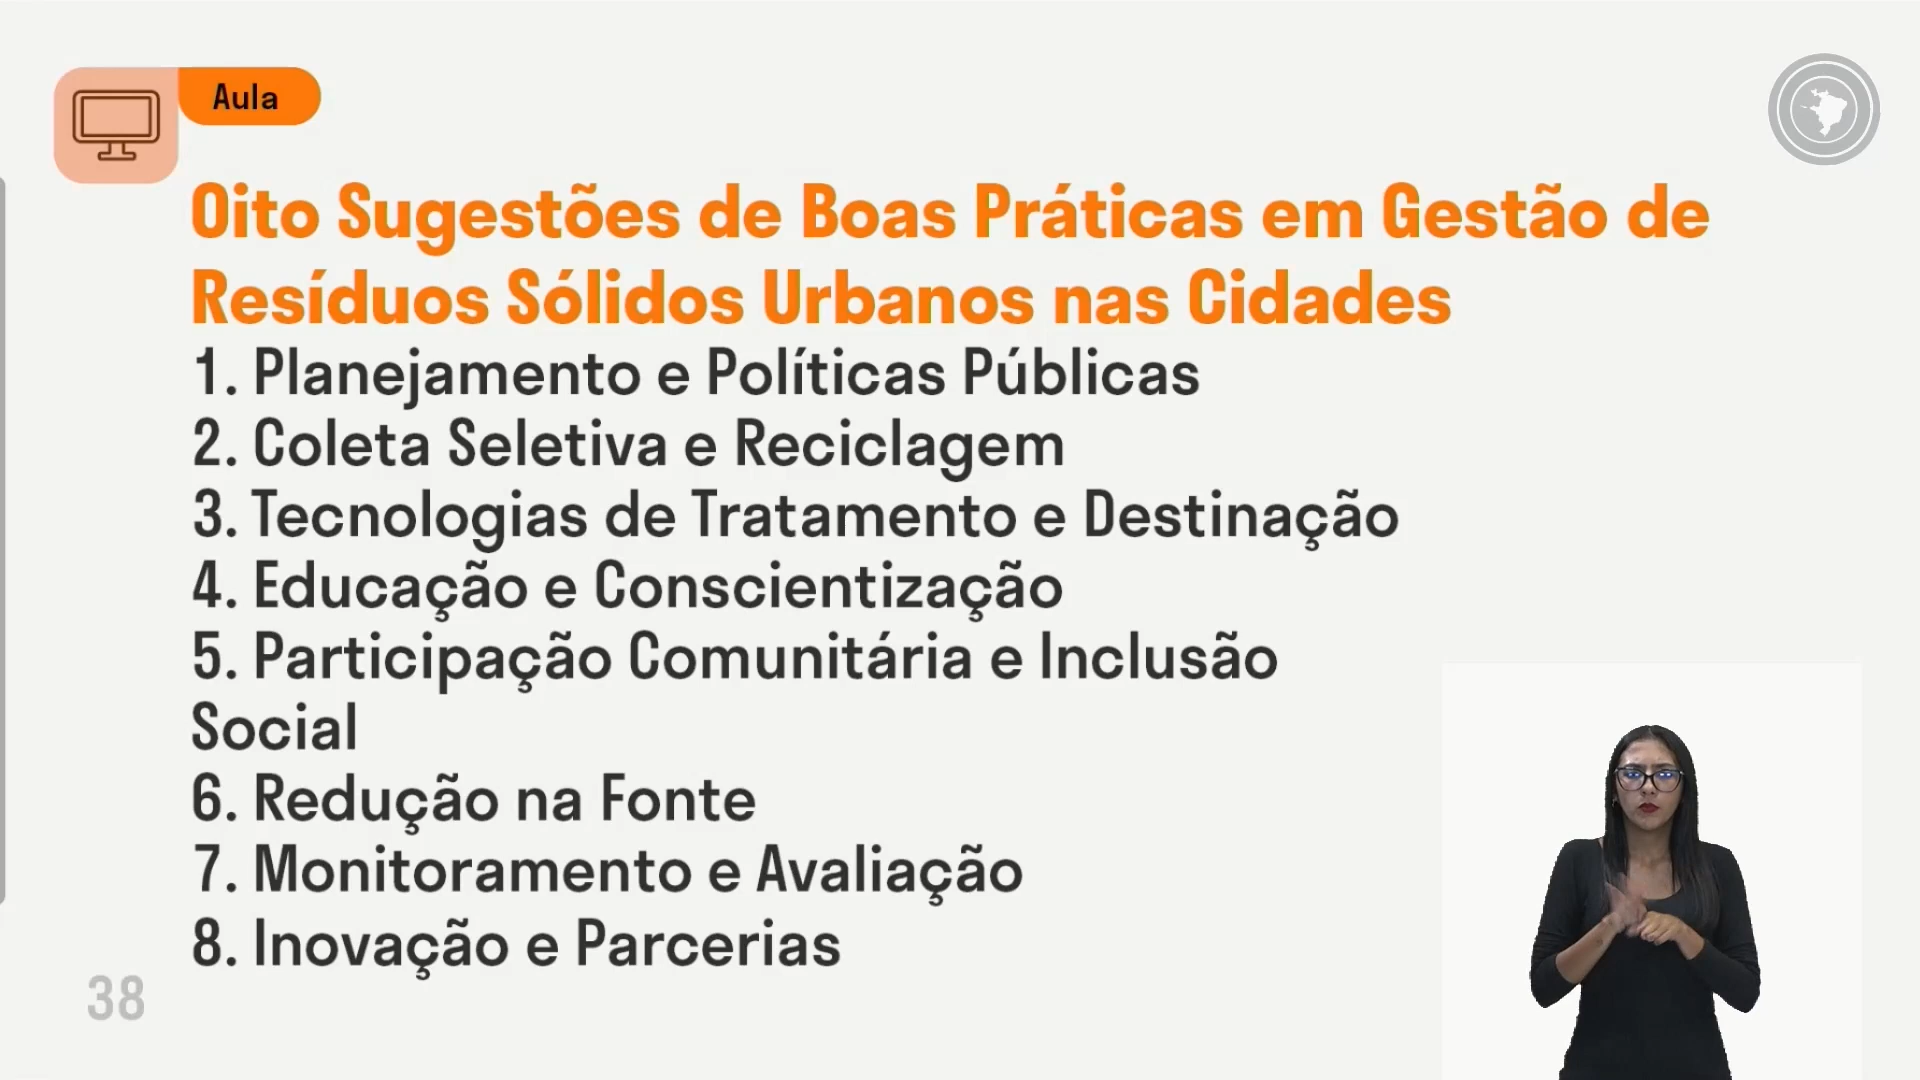 Aula
Oito Sugestões de Boas Práticas em Gestão de
Resíduos Sólidos Urbanos nas Cidades
1. Planejamento e Políticas Públicas
2. Coleta Seletiva e Reciclagem
3. Tecnologias de Tratamento e Destinação
4. Educação e Conscientização
5. Participação Comunitária e Inclusão
Social
6. Redução na Fonte
7. Monitoramento e Avaliação
8. Inovação e Parcerias
38